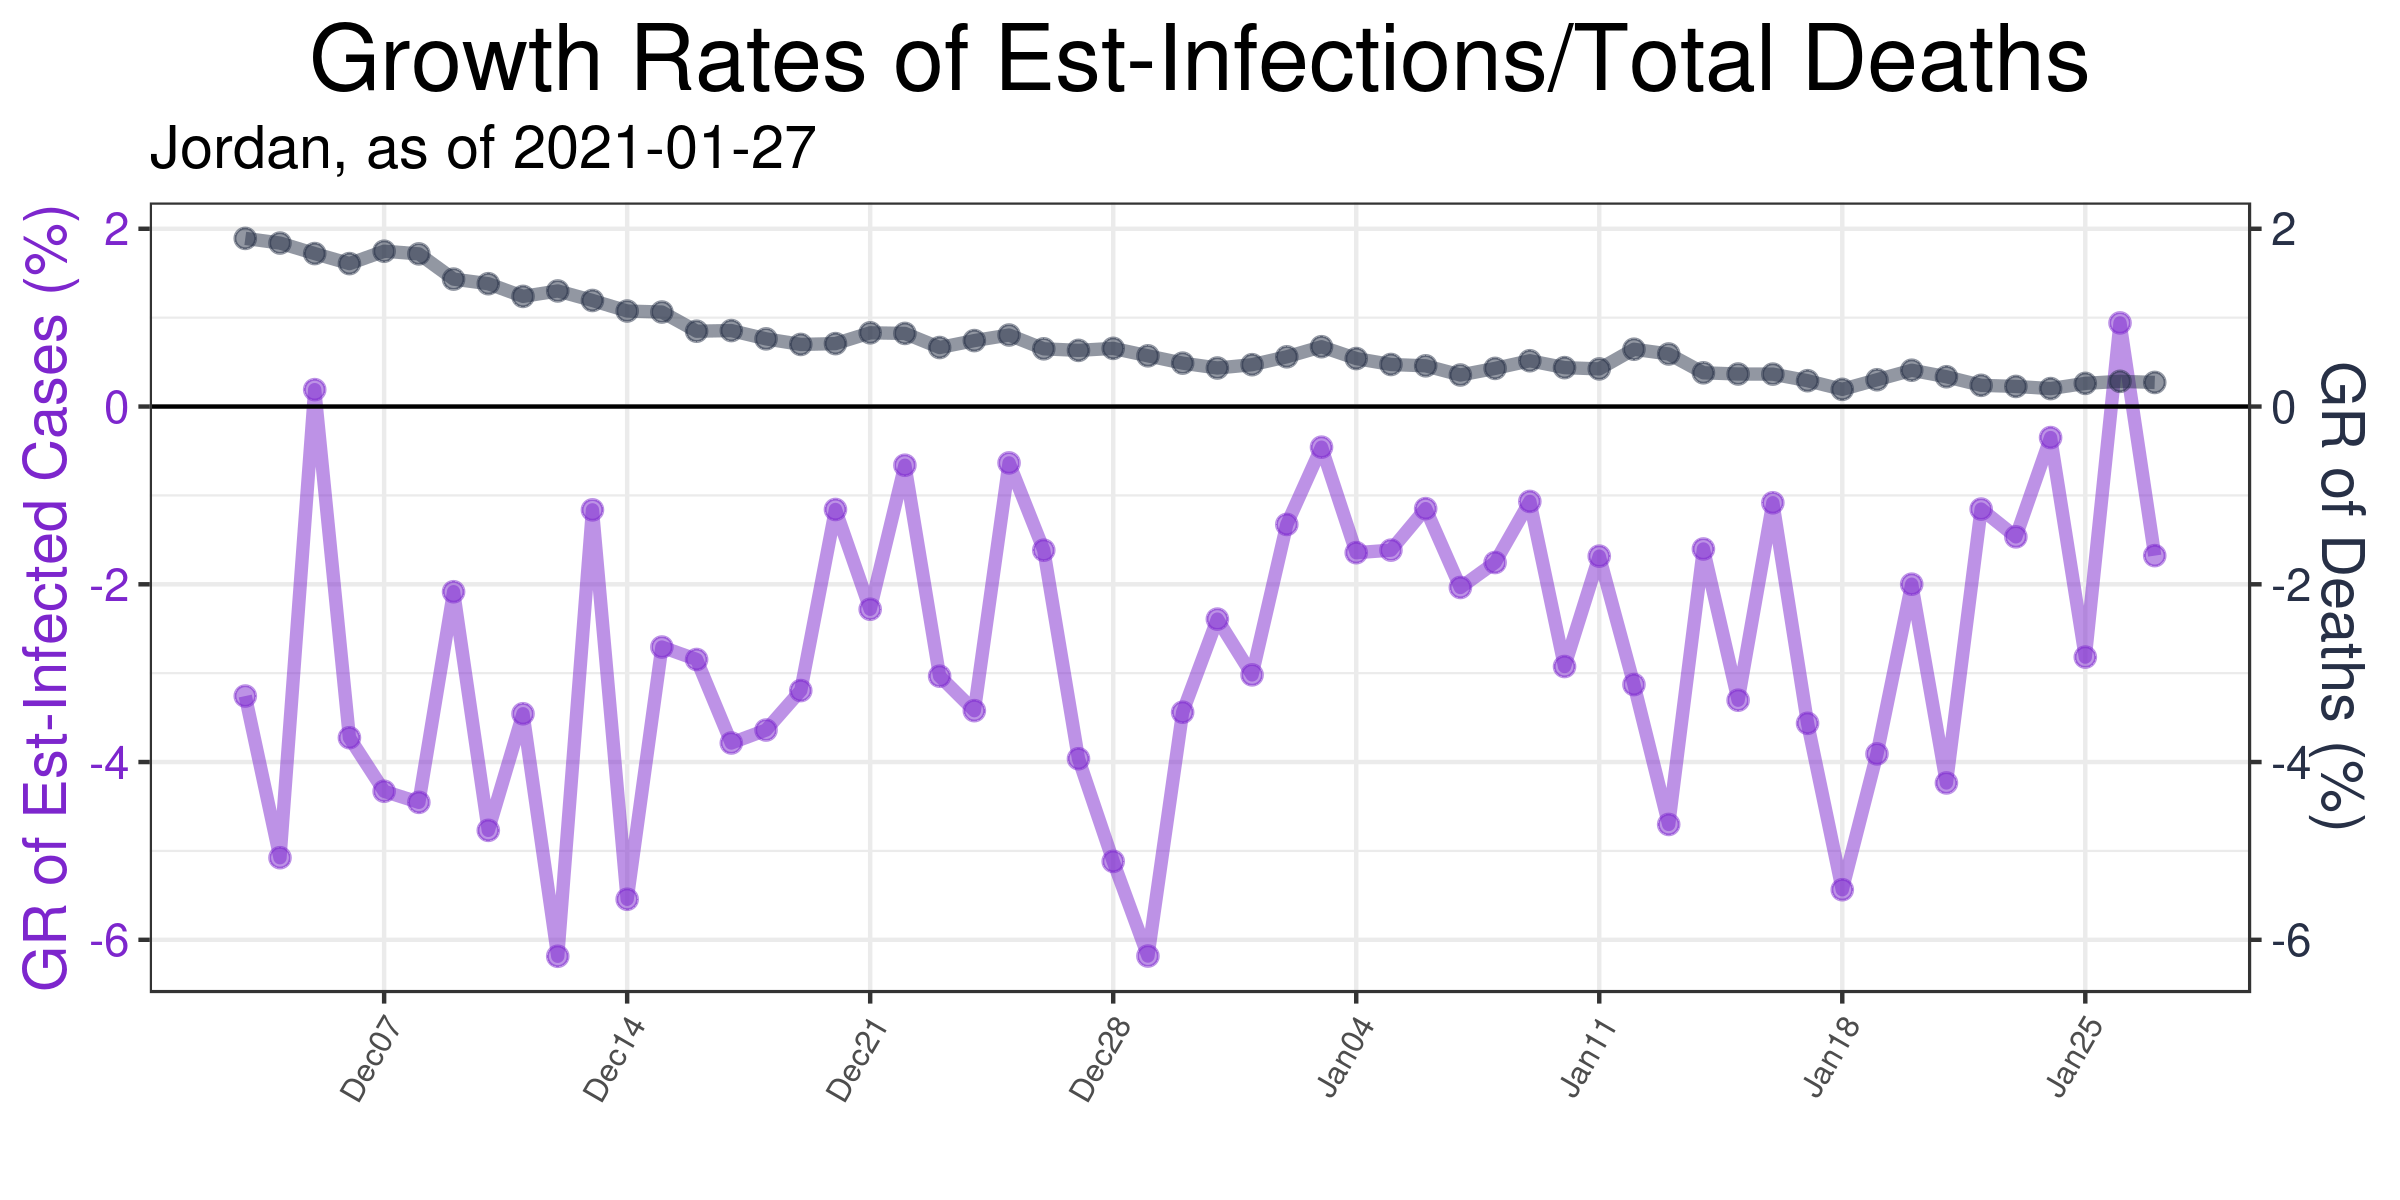 Growth Rates of Est-Infections/Total Deaths
Jordan, as of 2021-01-27
GR of Est-Infected Cases (%)
2
0
-2
-4
-6
2
0
-2
-4
-6
GR of Deaths (%)
Dec07
Dec14
Dec21
Dec28
Jan04
Jan11
Jan18
Jan25